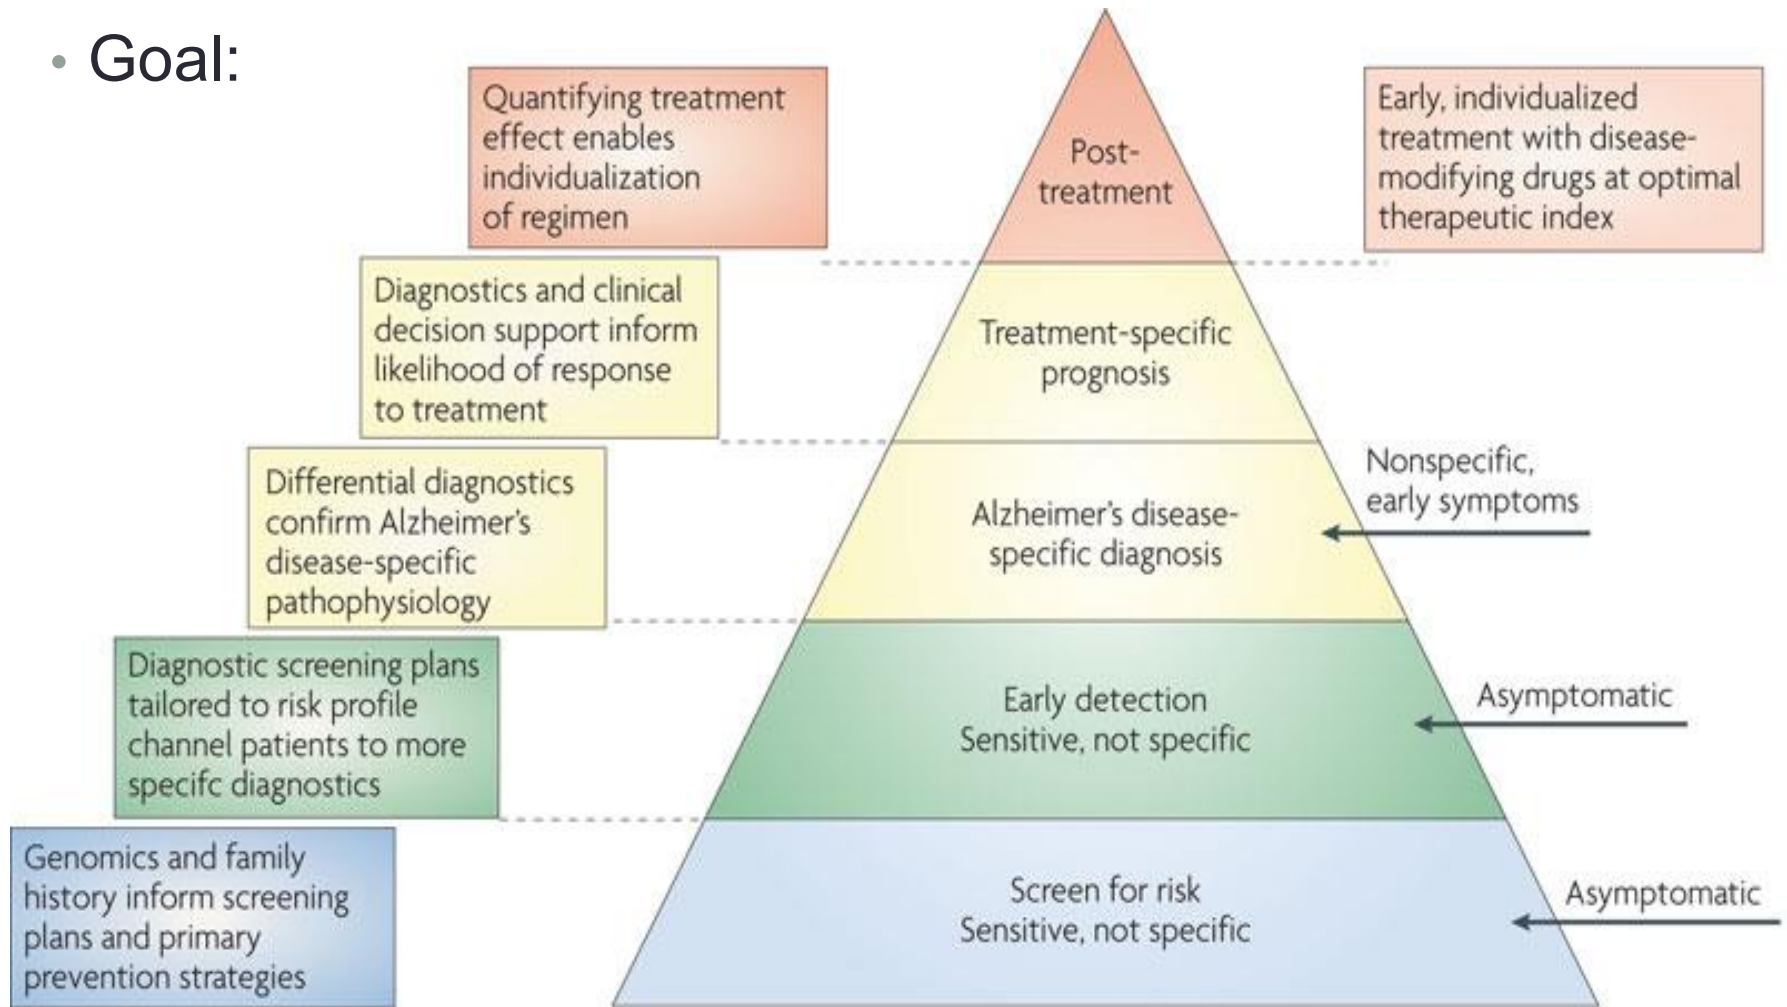 • Goal:
Quantifying treatment
effect enables
individualization
of regimen
Post-
treatment
Early, individualized
treatment with disease-
modifying drugs at optimal
therapeutic index
Diagnostics and clinical
decision support inform
likelihood of response
to treatment
Treatment-specific
prognosis
Differential diagnostics
confirm Alzheimer's
disease-specific
pathophysiology
Alzheimer's disease-
specific diagnosis
Nonspecific,
early symptoms
Diagnostic screening plans
tailored to risk profile
channel patients to more
specifc diagnostics
Early detection
Sensitive, not specific
Asymptomatic
Genomics and family
history inform screening
plans and primary
prevention strategies
Screen for risk
Sensitive, not specific
Asymptomatic